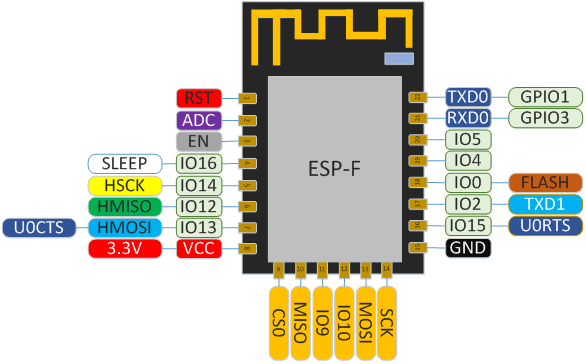 RST 1 22 TXD0 GPIO1
ADC 2 21 RXD0 GPIO3
EN 3 20 IO5
SLEEP IO16 4 19 IO4
HSCK IO14 5 ESP-F 18 IO0 FLASH
HMISO IO12 6 17 IO2 TXD1
U0CTS HMOSI IO13 7 16 IO15 U0RTS
3.3V VCC 8 15 GND
9 10 11 12 13 14
CS0 MISO IO9 IO10 MOSI SCK